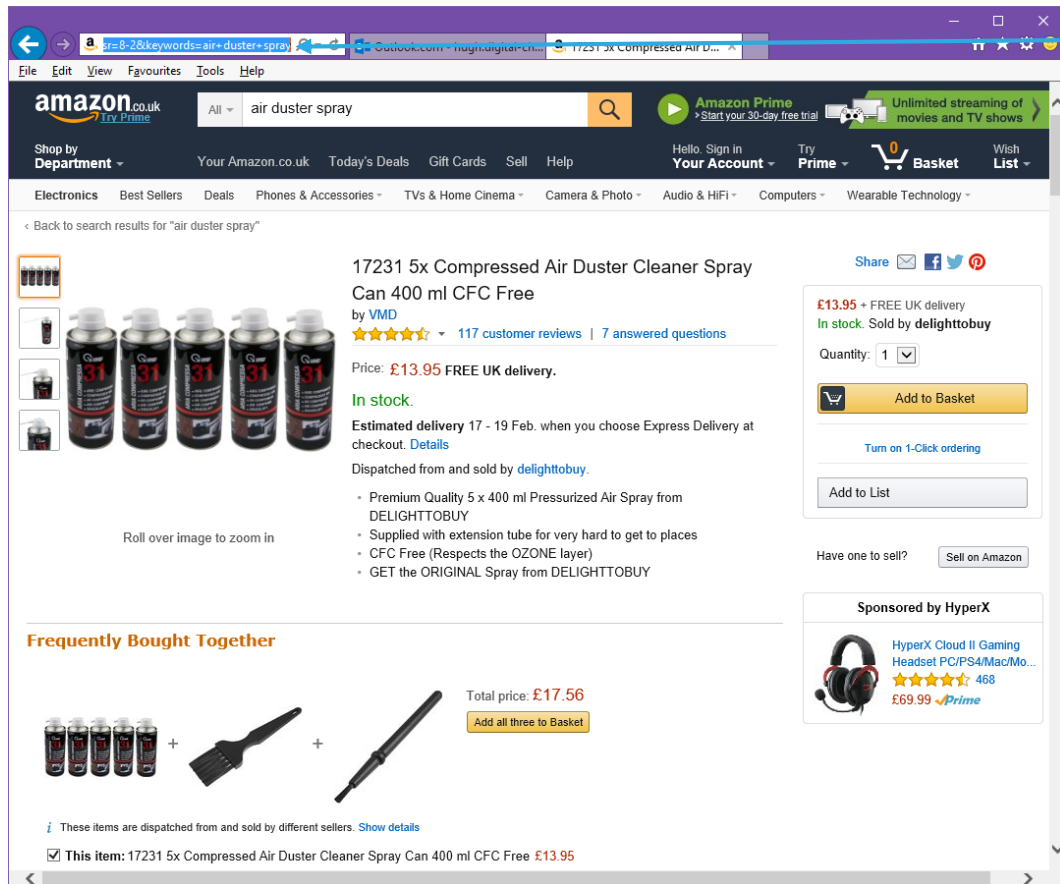 sr=8-2&keywords=air+duster+spray
Outlook.com - hugh.digital-ch...
17231 5x Compressed Air D...
File Edit View Favourites Tools Help
amazon.co.uk
Try Prime
All
air duster spray
Amazon Prime
> Start your 30-day free trial
Unlimited streaming of
movies and TV shows
Shop by
Department
Your Amazon.co.uk Today's Deals Gift Cards Sell Help
Hello. Sign in
Your Account
Try
Prime
0
Basket
Wish
List
Electronics Best Sellers Deals Phones & Accessories TVs & Home Cinema Camera & Photo Audio & HiFi Computers Wearable Technology
‹ Back to search results for "air duster spray"
17231 5x Compressed Air Duster Cleaner Spray
Can 400 ml CFC Free
by VMD
117 customer reviews | 7 answered questions
Price: £13.95 FREE UK delivery.
In stock.
Estimated delivery 17 - 19 Feb. when you choose Express Delivery at
checkout. Details
Dispatched from and sold by delighttobuy.
• Premium Quality 5 x 400 ml Pressurized Air Spray from
DELIGHTTOBUY
• Supplied with extension tube for very hard to get to places
• CFC Free (Respects the OZONE layer)
• GET the ORIGINAL Spray from DELIGHTTOBUY
31 31 31 31 31
Roll over image to zoom in
Share
£13.95 + FREE UK delivery
In stock. Sold by delighttobuy
Quantity: 1
Add to Basket
Turn on 1-Click ordering
Add to List
Have one to sell? Sell on Amazon
Sponsored by HyperX
HyperX Cloud II Gaming
Headset PC/PS4/Mac/Mo...
468
£69.99 Prime
Frequently Bought Together
31 31 31 31 31
+
+
Total price: £17.56
Add all three to Basket
i These items are dispatched from and sold by different sellers. Show details
This item: 17231 5x Compressed Air Duster Cleaner Spray Can 400 ml CFC Free £13.95